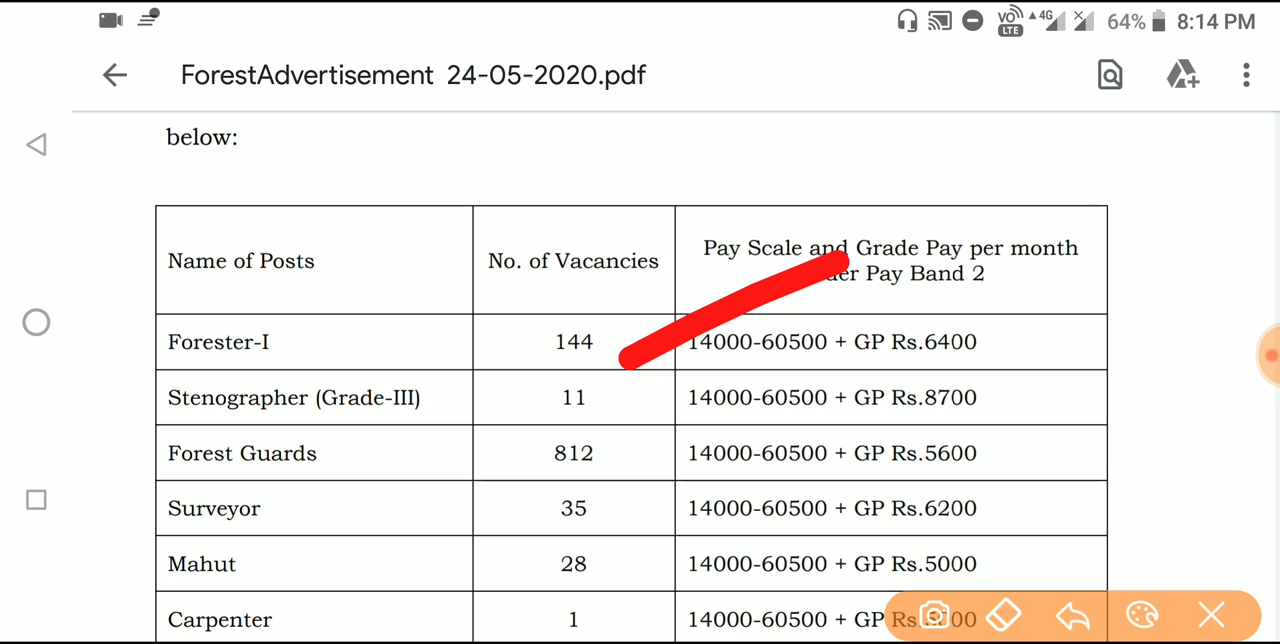 VO LTE 4G 64% 8:14 PM
ForestAdvertisement 24-05-2020.pdf
below:
Name of Posts No. of Vacancies Pay Scale and Grade Pay per month
Pay Band 2
Forester-I 144 14000-60500 + GP Rs.6400
Stenographer (Grade-III) 11 14000-60500 + GP Rs.8700
Forest Guards 812 14000-60500 + GP Rs.5600
Surveyor 35 14000-60500 + GP Rs.6200
Mahut 28 14000-60500 + GP Rs.5000
Carpenter 1 14000-60500 + GP